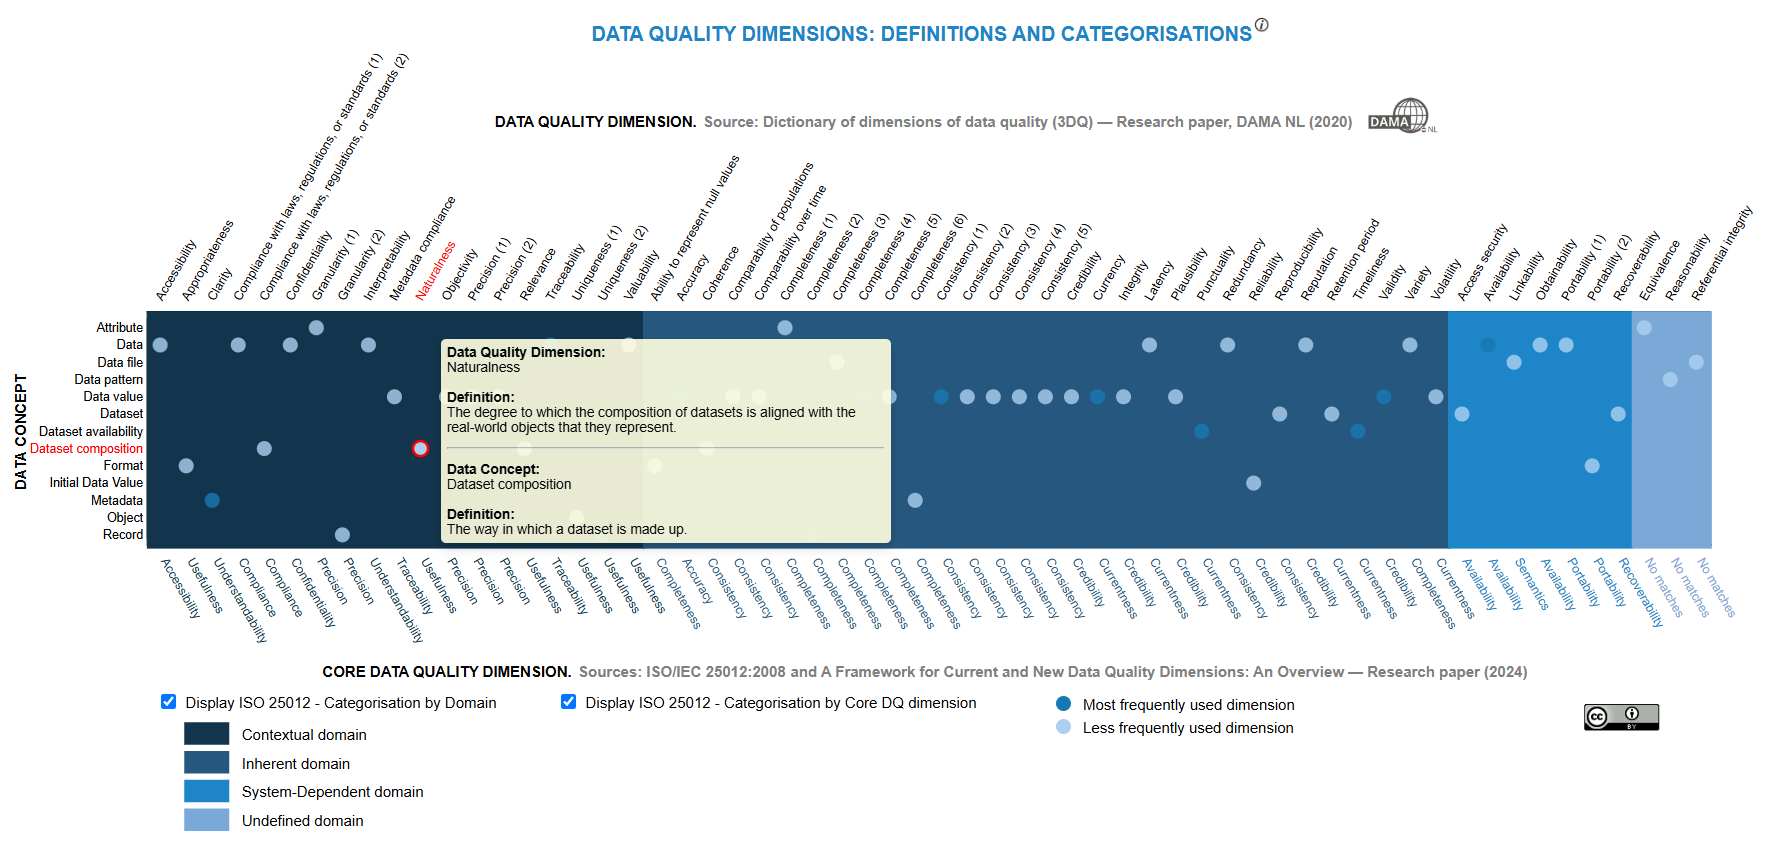 DATA QUALITY DIMENSIONS: DEFINITIONS AND CATEGORISATIONS
i
DATA QUALITY DIMENSION. Source: Dictionary of dimensions of data quality (3DQ) — Research paper, DAMA NL (2020)
DAMA NL
Accessibility
Appropriateness
Clarity
Compliance with laws, regulations, or standards (1)
Compliance with laws, regulations, or standards (2)
Confidentiality
Granularity (1)
Granularity (2)
Interpretability
Metadata compliance
Naturalness
Objectivity
Precision (1)
Precision (2)
Relevance
Traceability
Uniqueness (1)
Uniqueness (2)
Valuability
Ability to represent null values
Accuracy
Coherence
Comparability of populations
Comparability over time
Completeness (1)
Completeness (2)
Completeness (3)
Completeness (4)
Completeness (5)
Completeness (6)
Consistency (1)
Consistency (2)
Consistency (3)
Consistency (4)
Consistency (5)
Credibility
Currency
Integrity
Latency
Plausibility
Punctuality
Redundancy
Reliability
Reproducibility
Reputation
Retention period
Timeliness
Validity
Variety
Volatility
Access security
Availability
Linkability
Obtainability
Portability (1)
Portability (2)
Recoverability
Equivalence
Reasonability
Referential integrity
DATA CONCEPT
Attribute
Data
Data file
Data pattern
Data value
Dataset
Dataset availability
Dataset composition
Format
Initial Data Value
Metadata
Object
Record
Data Quality Dimension:
Naturalness
Definition:
The degree to which the composition of datasets is aligned with the
real-world objects that they represent.
Data Concept:
Dataset composition
Definition:
The way in which a dataset is made up.
Accessibility
Usefulness
Understandability
Compliance
Compliance
Confidentiality
Precision
Precision
Understandability
Traceability
Usefulness
Precision
Precision
Precision
Usefulness
Traceability
Usefulness
Usefulness
Usefulness
Completeness
Accuracy
Consistency
Consistency
Consistency
Completeness
Completeness
Completeness
Completeness
Completeness
Completeness
Consistency
Consistency
Consistency
Consistency
Consistency
Credibility
Currentness
Credibility
Currentness
Credibility
Currentness
Consistency
Credibility
Consistency
Credibility
Currentness
Currentness
Credibility
Completeness
Currentness
Availability
Availability
Semantics
Availability
Portability
Portability
Recoverability
No matches
No matches
No matches
CORE DATA QUALITY DIMENSION. Sources: ISO/IEC 25012:2008 and A Framework for Current and New Data Quality Dimensions: An Overview — Research paper (2024)
Display ISO 25012 - Categorisation by Domain
Display ISO 25012 - Categorisation by Core DQ dimension
Most frequently used dimension
Less frequently used dimension
Contextual domain
Inherent domain
System-Dependent domain
Undefined domain
cc BY